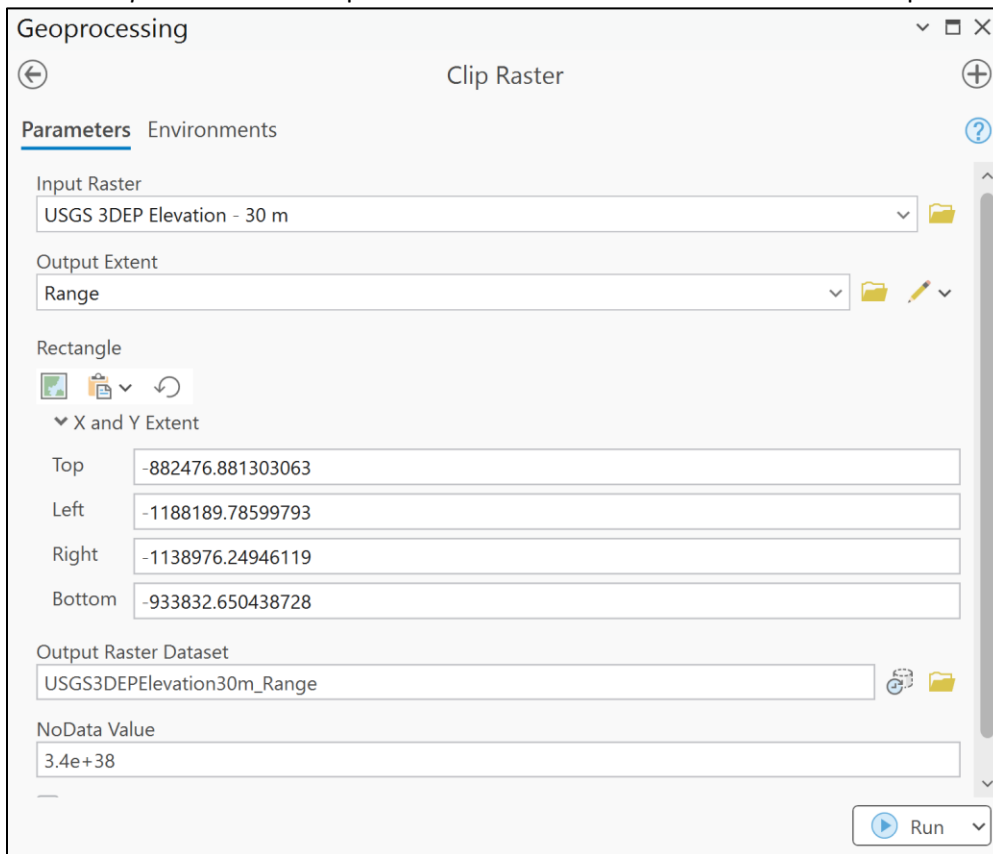 Geoprocessing
Clip Raster
Parameters Environments
Input Raster
USGS 3DEP Elevation - 30 m
Output Extent
Range
Rectangle
X and Y Extent
Top -882476.881303063
Left -1188189.78599793
Right -1138976.24946119
Bottom -933832.650438728
Output Raster Dataset
USGS3DEPElevation30m_Range
NoData Value
3.4e+38
Run